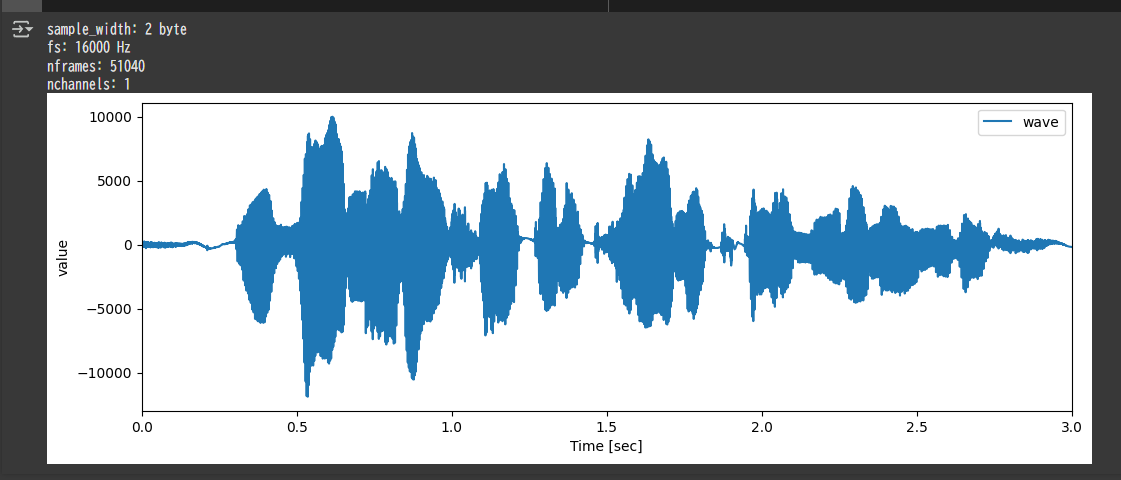 sample_width: 2 byte
fs: 16000 Hz
nframes: 51040
nchannels: 1
10000
5000
0
−5000
−10000
value
wave
0.0 0.5 1.0 1.5 2.0 2.5 3.0
Time [sec]